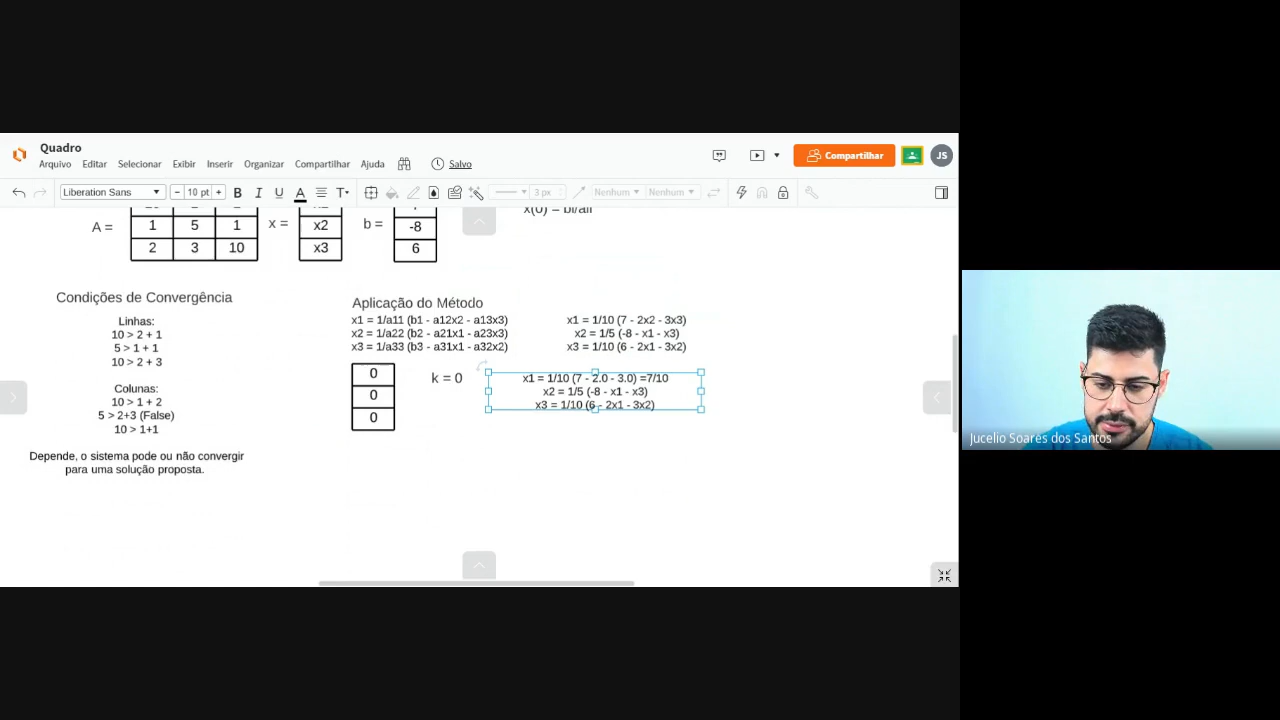 Quadro
Arquivo Editar Selecionar Exibir Inserir Organizar Compartilhar Ajuda Salvo
Compartilhar JS
Liberation Sans 10 pt B I U A T 3 px Nenhum Nenhum
x(0) = bi/aii
A =
1 5 1
2 3 10
x =
x2
x3
b =
-8
6
Condições de Convergência
Linhas:
10 > 2 + 1
5 > 1 + 1
10 > 2 + 3
Colunas:
10 > 1 + 2
5 > 2+3 (False)
10 > 1+1
Depende, o sistema pode ou não convergir
para uma solução proposta.
Aplicação do Método
x1 = 1/a11 (b1 - a12x2 - a13x3)
x2 = 1/a22 (b2 - a21x1 - a23x3)
x3 = 1/a33 (b3 - a31x1 - a32x2)
x1 = 1/10 (7 - 2x2 - 3x3)
x2 = 1/5 (-8 - x1 - x3)
x3 = 1/10 (6 - 2x1 - 3x2)
0
0
0
k = 0
x1 = 1/10 (7 - 2.0 - 3.0) =7/10
x2 = 1/5 (-8 - x1 - x3)
x3 = 1/10 (6 - 2x1 - 3x2)
Jucelio Soares dos Santos